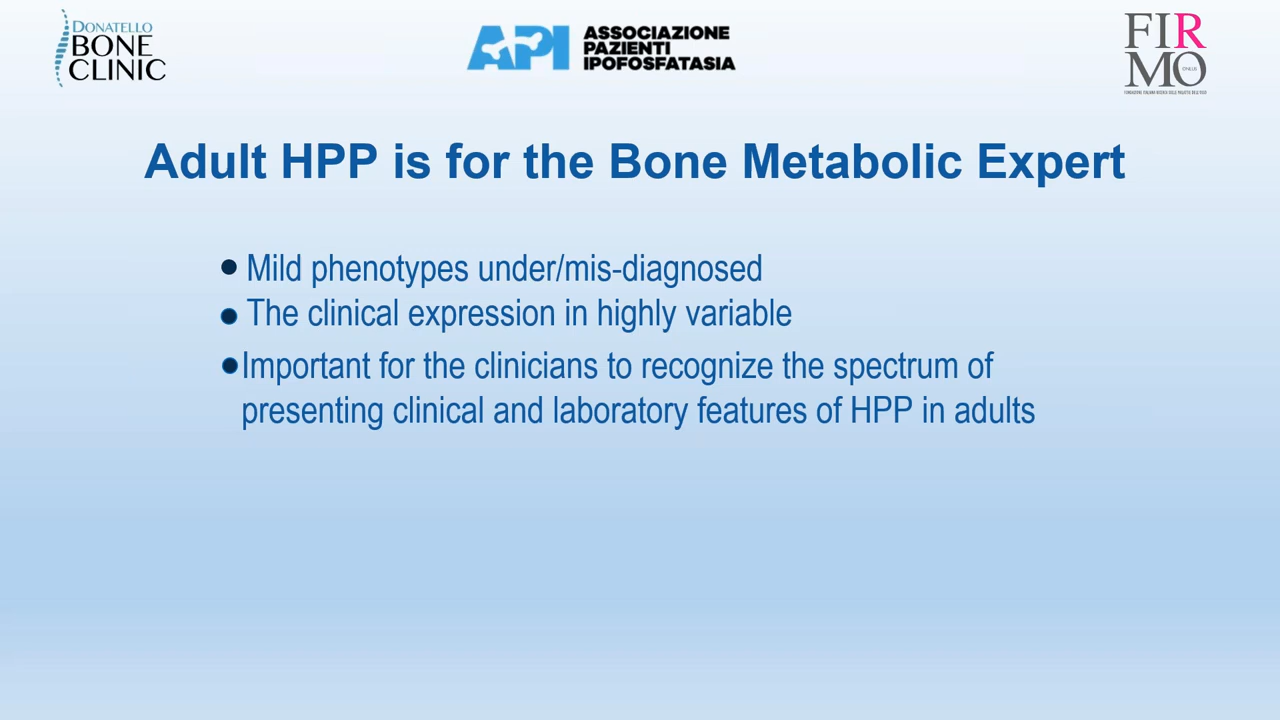 DONATELLO
BONE
CLINIC
API
ASSOCIAZIONE
PAZIENTI
IPOFOSFATASIA
FIR
MO
Adult HPP is for the Bone Metabolic Expert
Mild phenotypes under/mis-diagnosed
The clinical expression in highly variable
Important for the clinicians to recognize the spectrum of
presenting clinical and laboratory features of HPP in adults